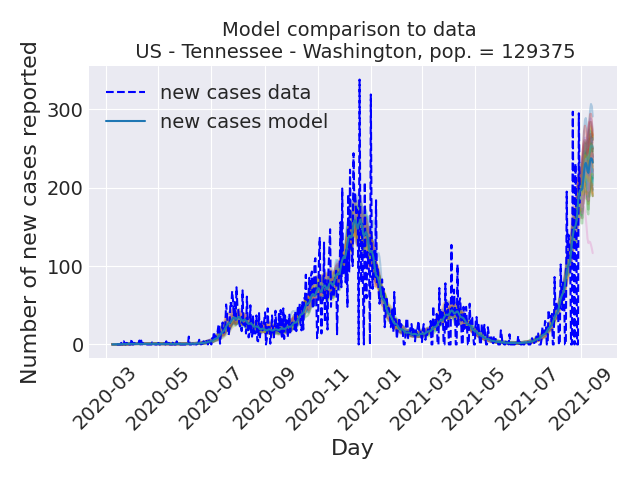 Model comparison to data
US - Tennessee - Washington, pop. = 129375
new cases data
new cases model
Number of new cases reported
300
200
100
0
2020-03
2020-05
2020-07
2020-09
2020-11
2021-01
2021-03
2021-05
2021-07
2021-09
Day